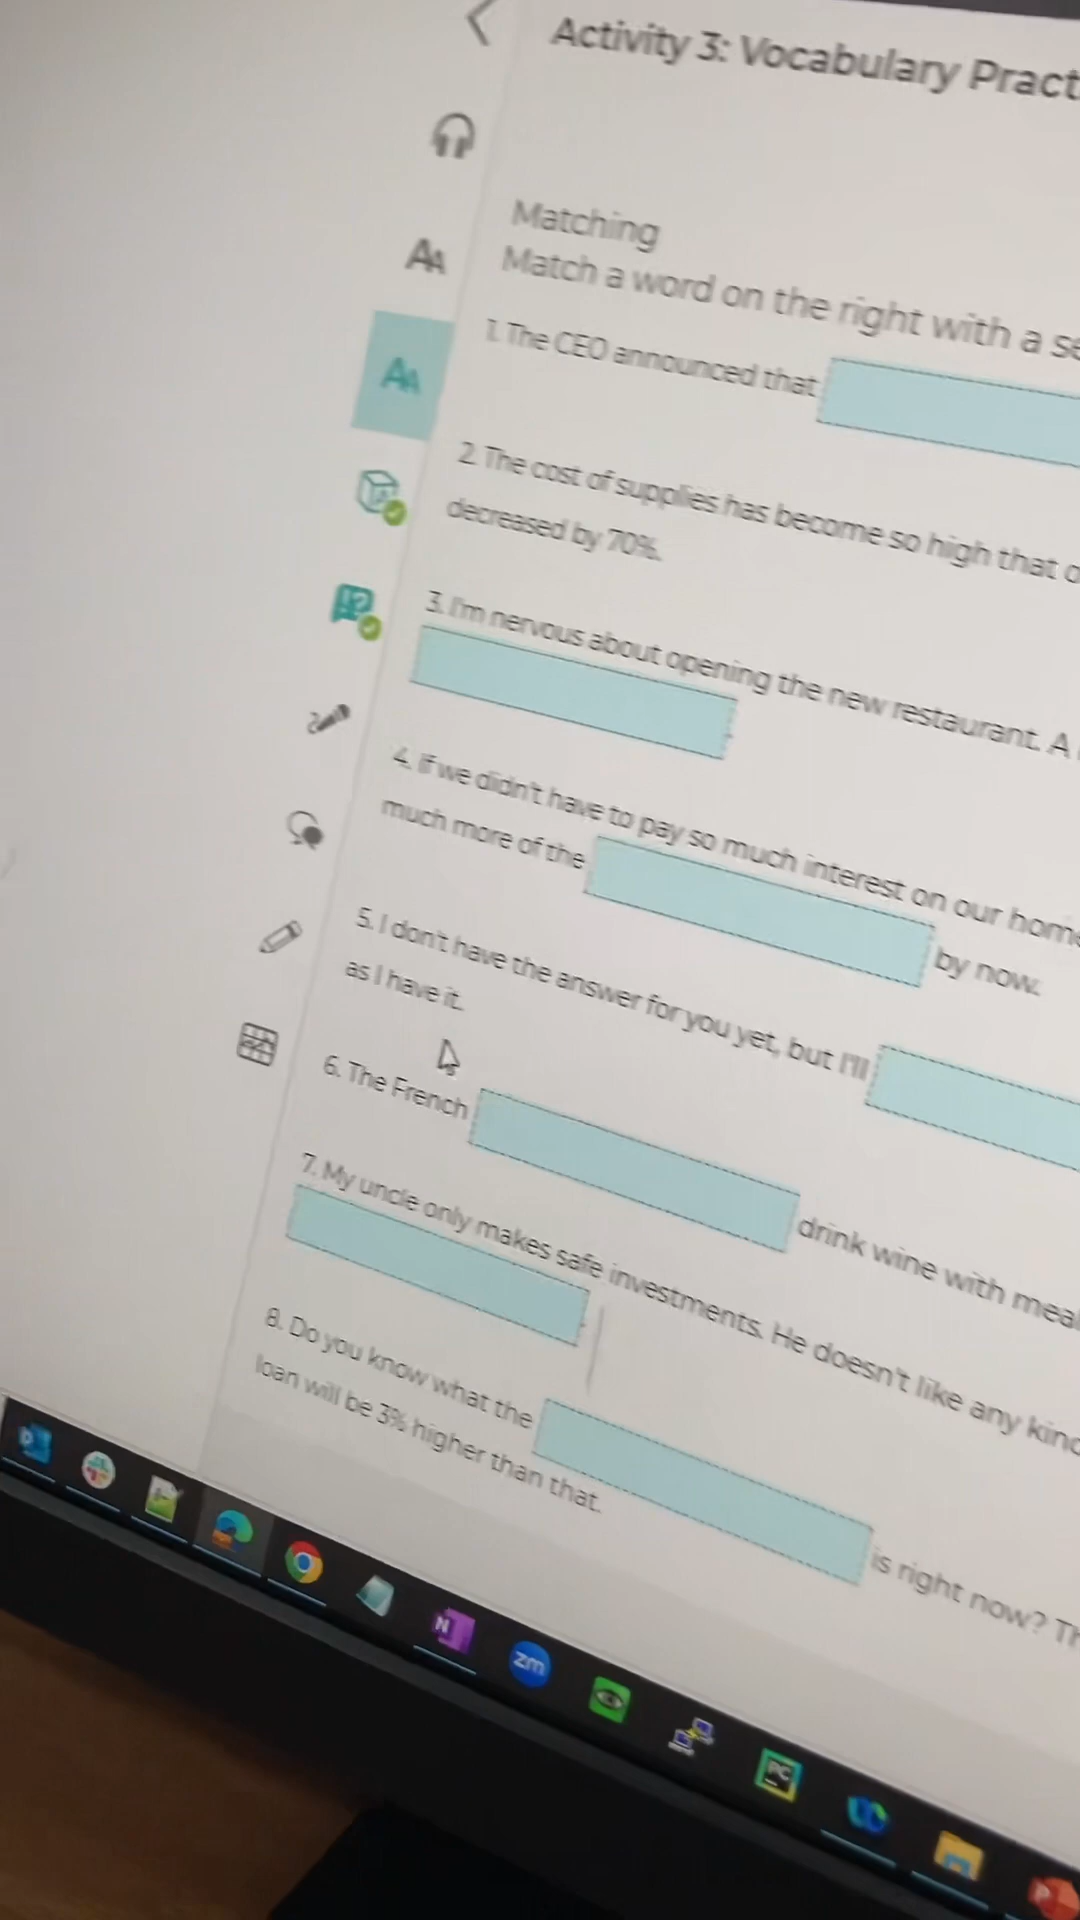 Activity 3: Vocabulary Pract
Matching
Match a word on the right with a se
1. The CEO announced that
2. The cost of supplies has become so high that o
decreased by 70%.
3. I'm nervous about opening the new restaurant. A
4. If we didn't have to pay so much interest on our home
much more of the by now.
5. I don't have the answer for you yet, but I'll
as I have it.
6. The French drink wine with meal
7. My uncle only makes safe investments. He doesn't like any kind
8. Do you know what the is right now? Th
loan will be 3% higher than that.
N
zm
PC
P